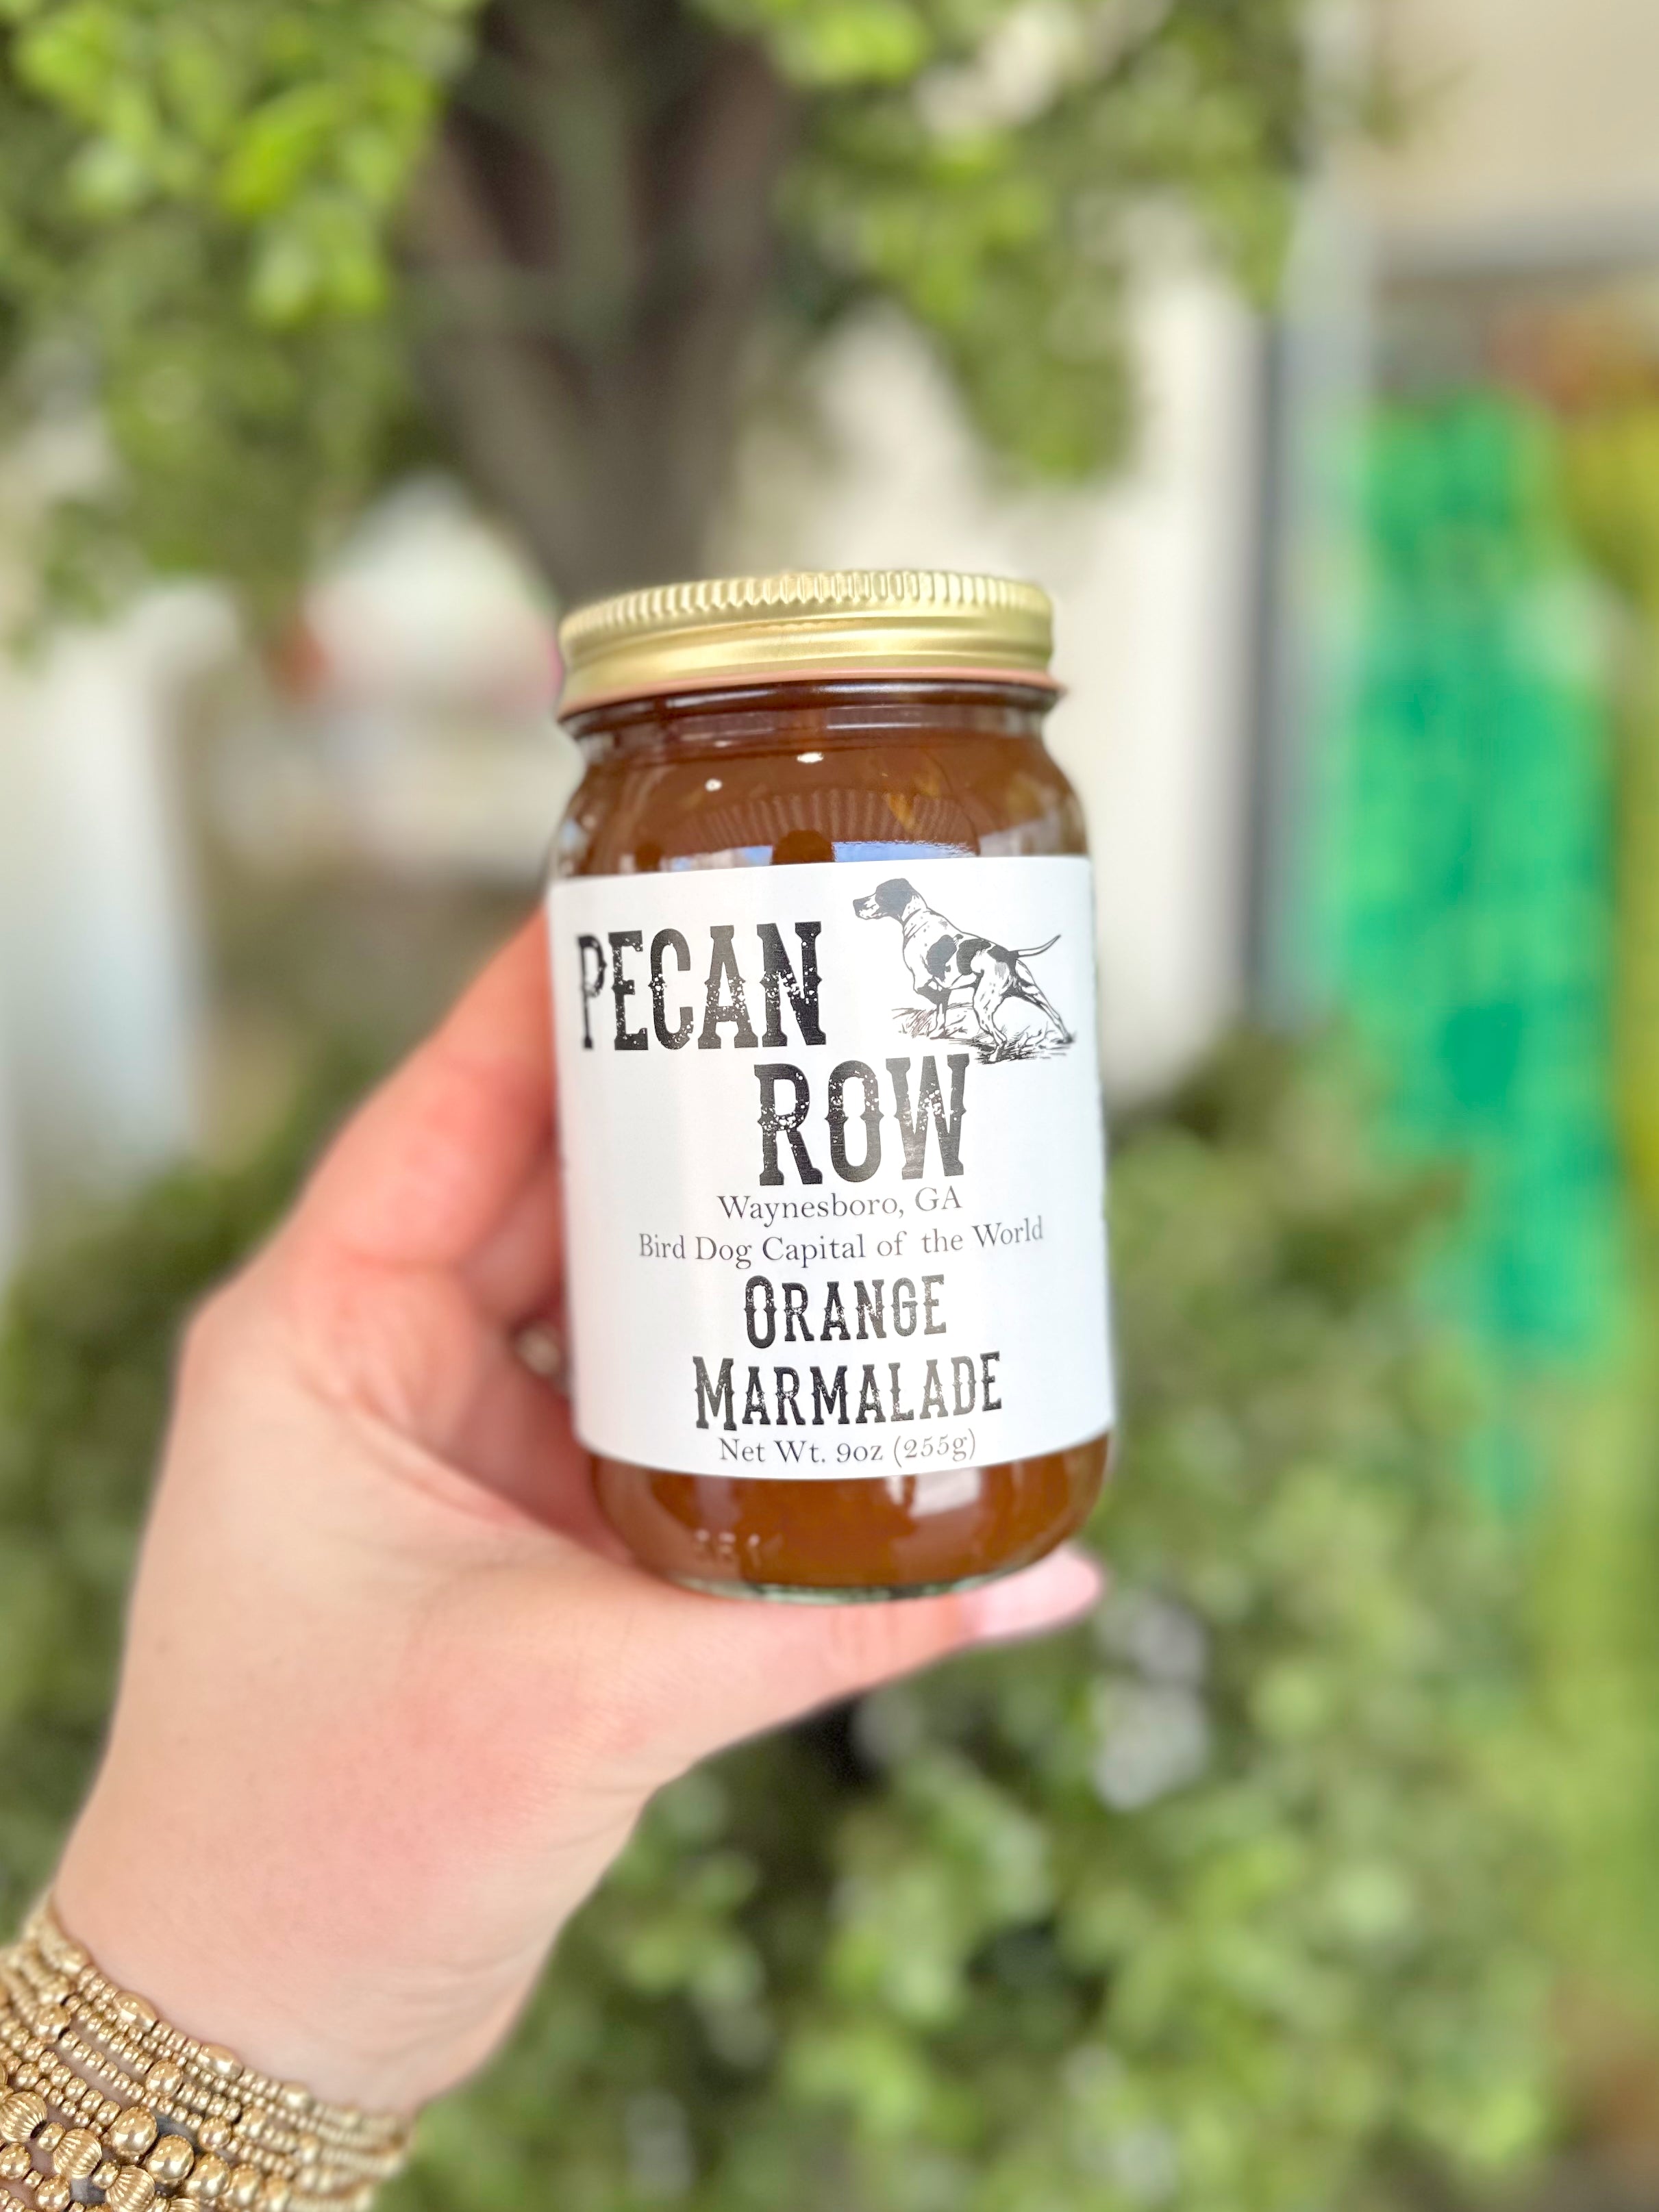 PECAN
ROW
Waynesboro, GA
Bird Dog Capital of the World
ORANGE
MARMALADE
Net Wt. 9oz (255g)